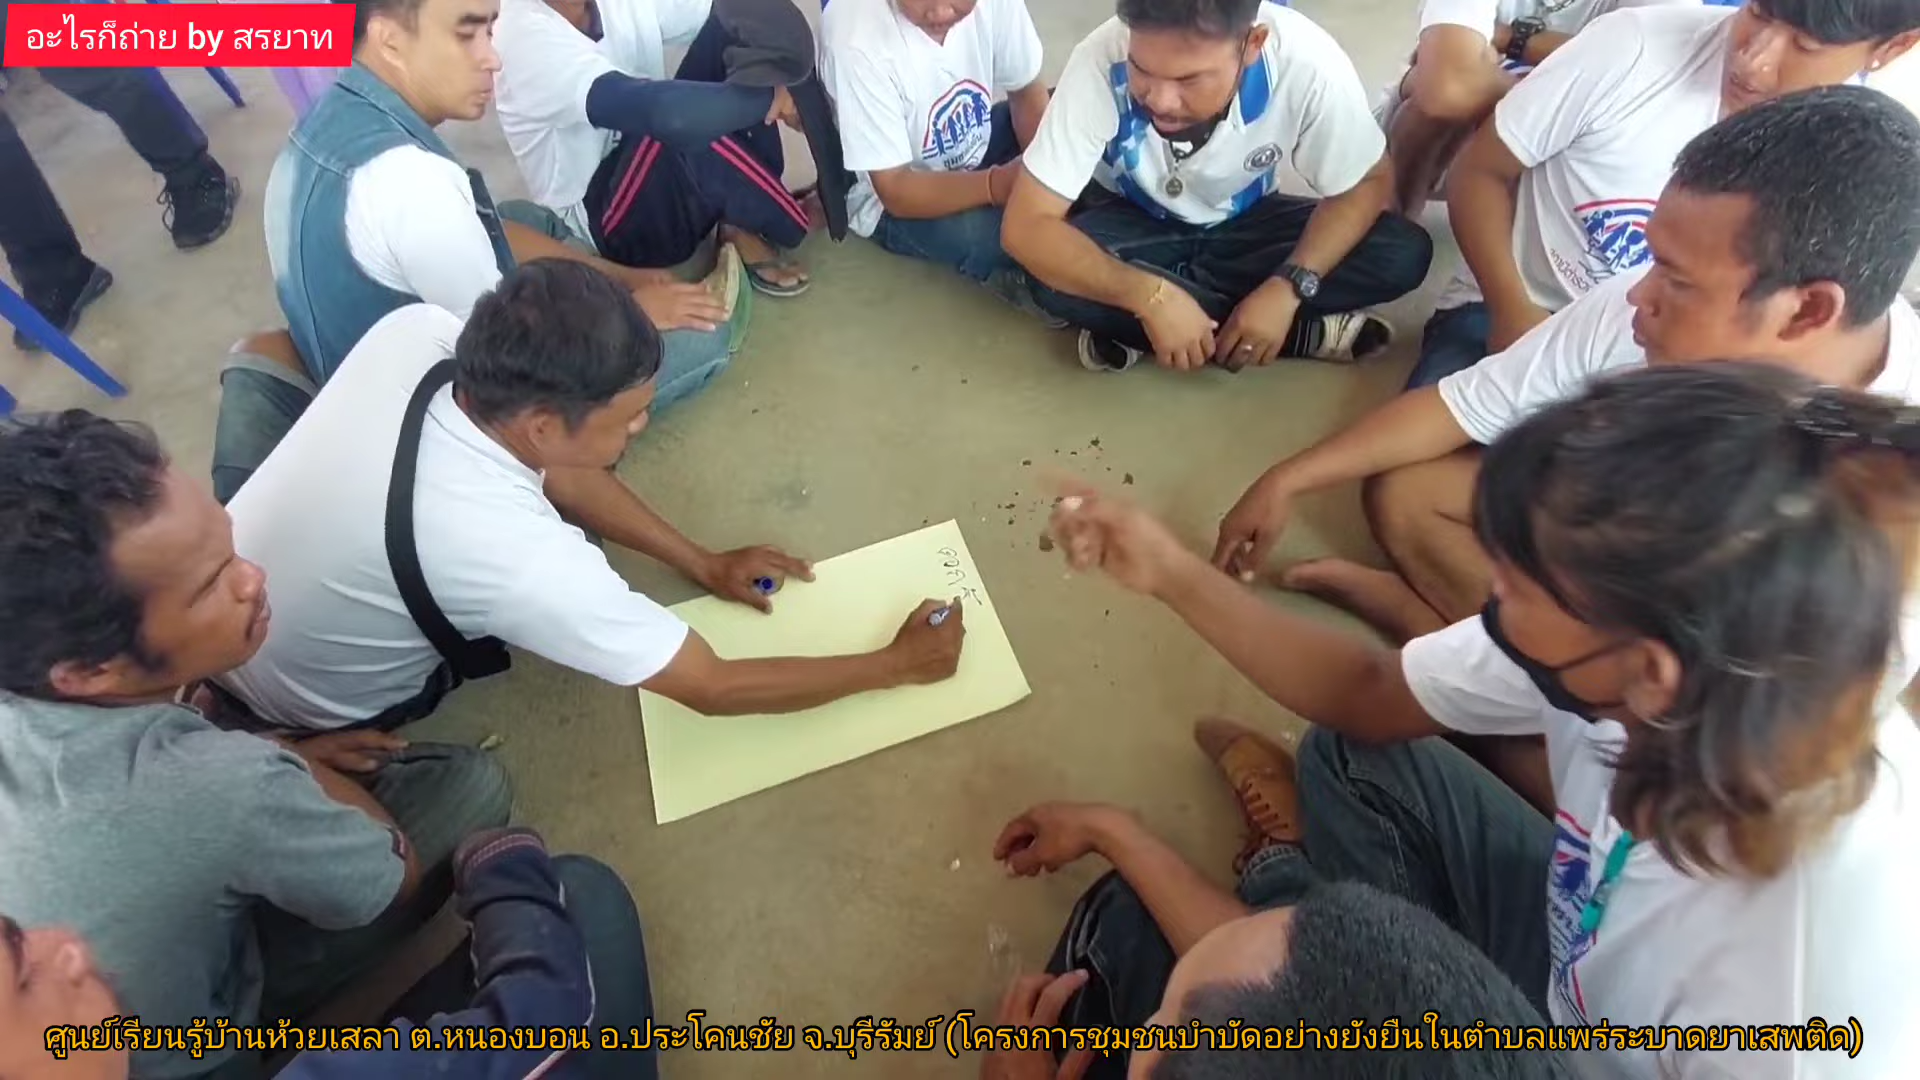 อะไรก็ถ่าย by สรยาท
ศูนย์เรียนรู้บ้านห้วยเสลา ต.หนองบอน อ.ประโคนชัย จ.บุรีรัมย์ (โครงการชุมชนบำบัดอย่างยั่งยืนในตำบลแพร่ระบาดยาเสพติด)